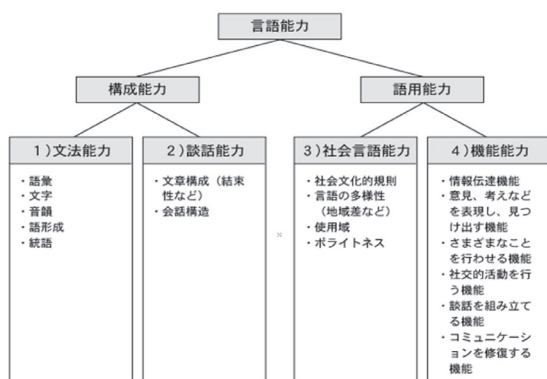 言語能力
構成能力
語用能力
1）文法能力
・語彙
・文字
・音韻
・語形成
・統語
2）談話能力
・文章構成（結束
性など）
・会話構造
3）社会言語能力
・社会文化的規則
・言語の多様性
（地域差など）
・使用域
・ポライトネス
4）機能能力
・情報伝達機能
・意見、考えなど
を表現し、見つ
け出す機能
・さまざまなこと
を行わせる機能
・社交的活動を行
う機能
・談話を組み立て
る機能
・コミュニケーシ
ョンを修復する
機能